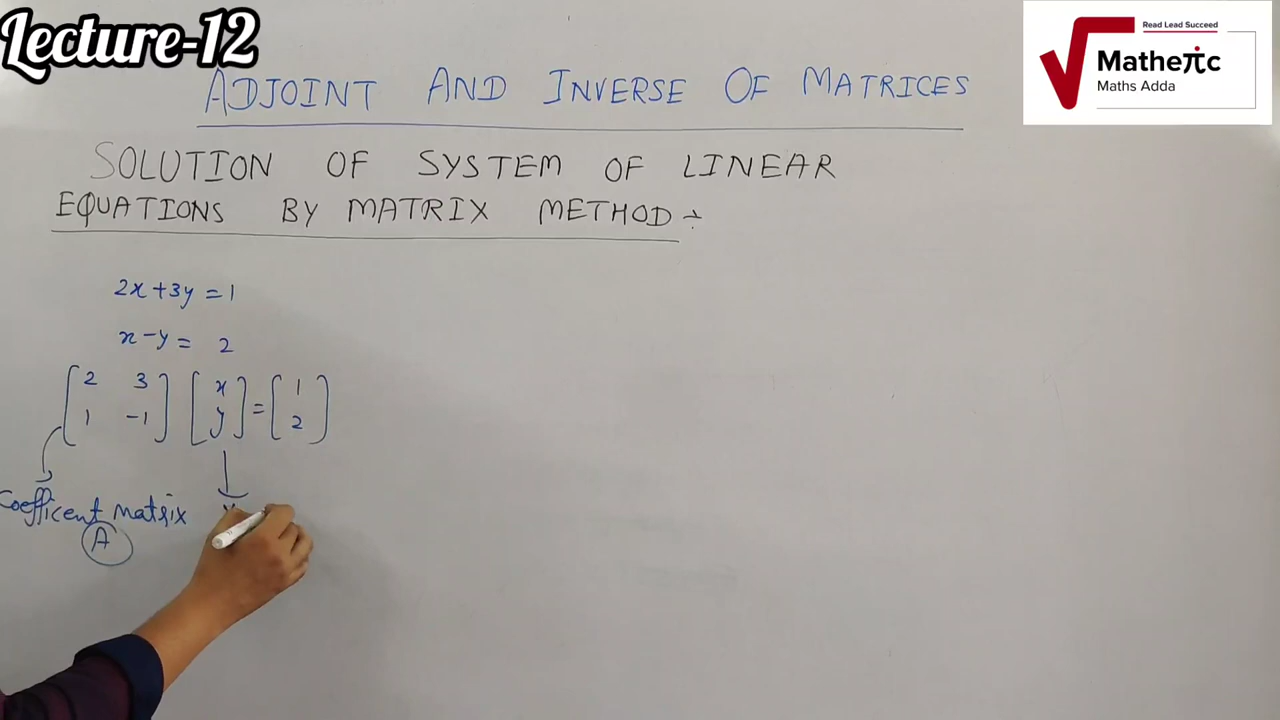 Lecture-12
Read Lead Succeed
Matheπc
Maths Adda
ADJOINT AND INVERSE OF MATRICES
SOLUTION OF SYSTEM OF LINEAR
EQUATIONS BY MATRIX METHOD :-
2x + 3y = 1
x - y = 2
[2 3] [x] = [1]
[1 -1] [y] [2]
Coefficent matrix
A